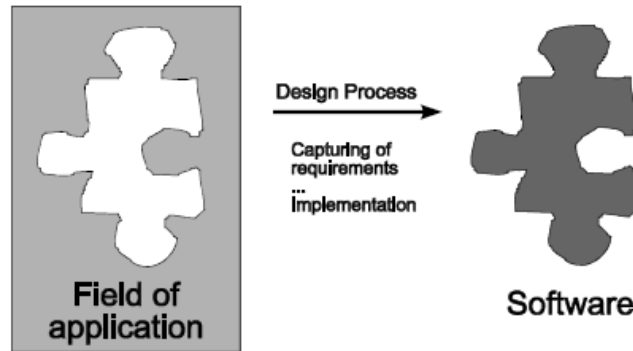 Design Process
Capturing of
requirements
...
Implementation
Field of
application
Software